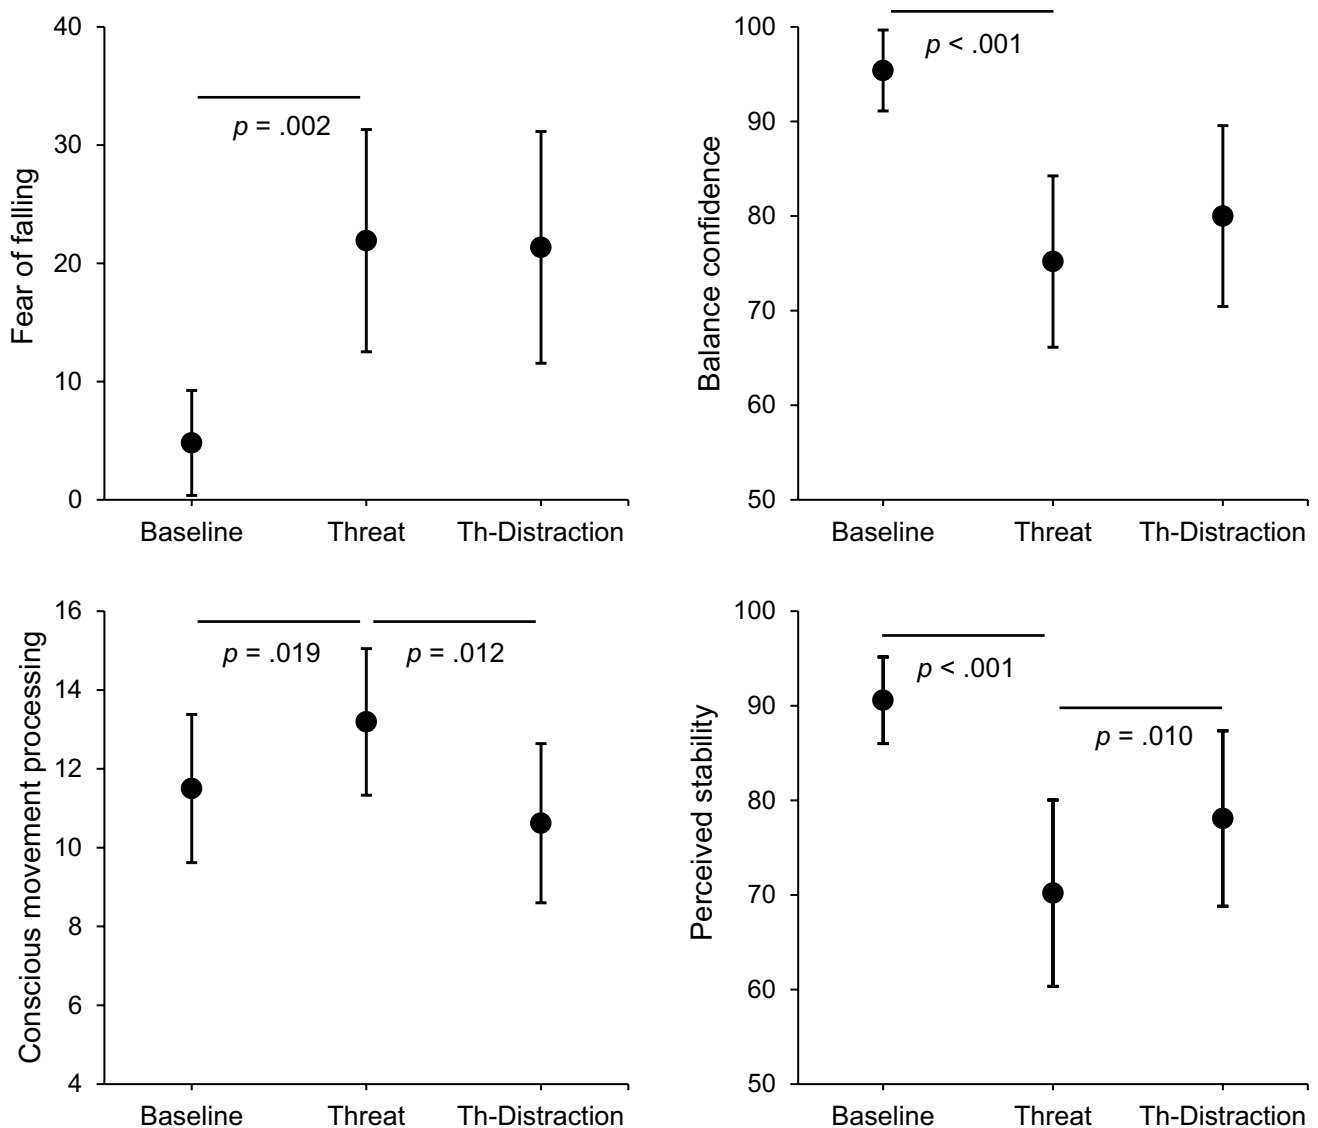 Fear of falling
40
30
20
10
0
p = .002
Baseline
Threat
Th-Distraction
Balance confidence
100
90
80
70
60
50
p < .001
Baseline
Threat
Th-Distraction
Conscious movement processing
16
14
12
10
8
6
4
p = .019
p = .012
Baseline
Threat
Th-Distraction
Perceived stability
100
90
80
70
60
50
p < .001
p = .010
Baseline
Threat
Th-Distraction